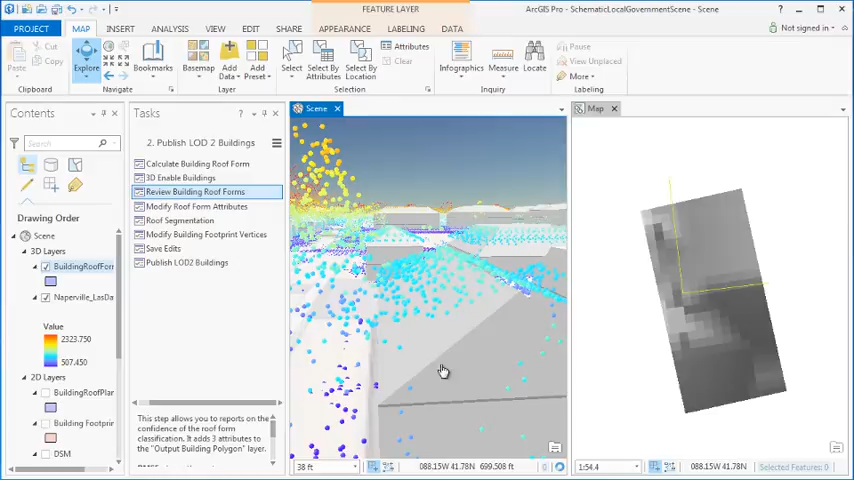 FEATURE LAYER
ArcGIS Pro - SchematicLocalGovernmentScene - Scene
PROJECT MAP INSERT ANALYSIS VIEW EDIT SHARE APPEARANCE LABELING DATA
Not signed in
Paste
Cut
Copy
Clipboard
Explore
Bookmarks
Navigate
Basemap
Add Data
Add Preset
Layer
Select
Select By Attributes
Select By Location
Attributes
Clear
Selection
Infographics
Measure
Locate
Inquiry
Pause
View Unplaced
More
Labeling
Contents
Search
Drawing Order
Scene
3D Layers
BuildingRoofForr
Naperville_LasDa
Value
2323.750
507.450
2D Layers
BuildingRoofPlar
Building Footprir
DSM
Tasks
2. Publish LOD 2 Buildings
Calculate Building Roof Form
3D Enable Buildings
Review Building Roof Forms
Modify Roof Form Attributes
Roof Segmentation
Modify Building Footprint Vertices
Save Edits
Publish LOD2 Buildings
This step allows you to reports on the
confidence of the roof form
classification. It adds 3 attributes to
the "Output Building Polygon" layer.
Scene
38 ft
088.15W 41.78N 699.508 ft
0
Map
1:54.4
088.15W 41.78N
Selected Features: 0